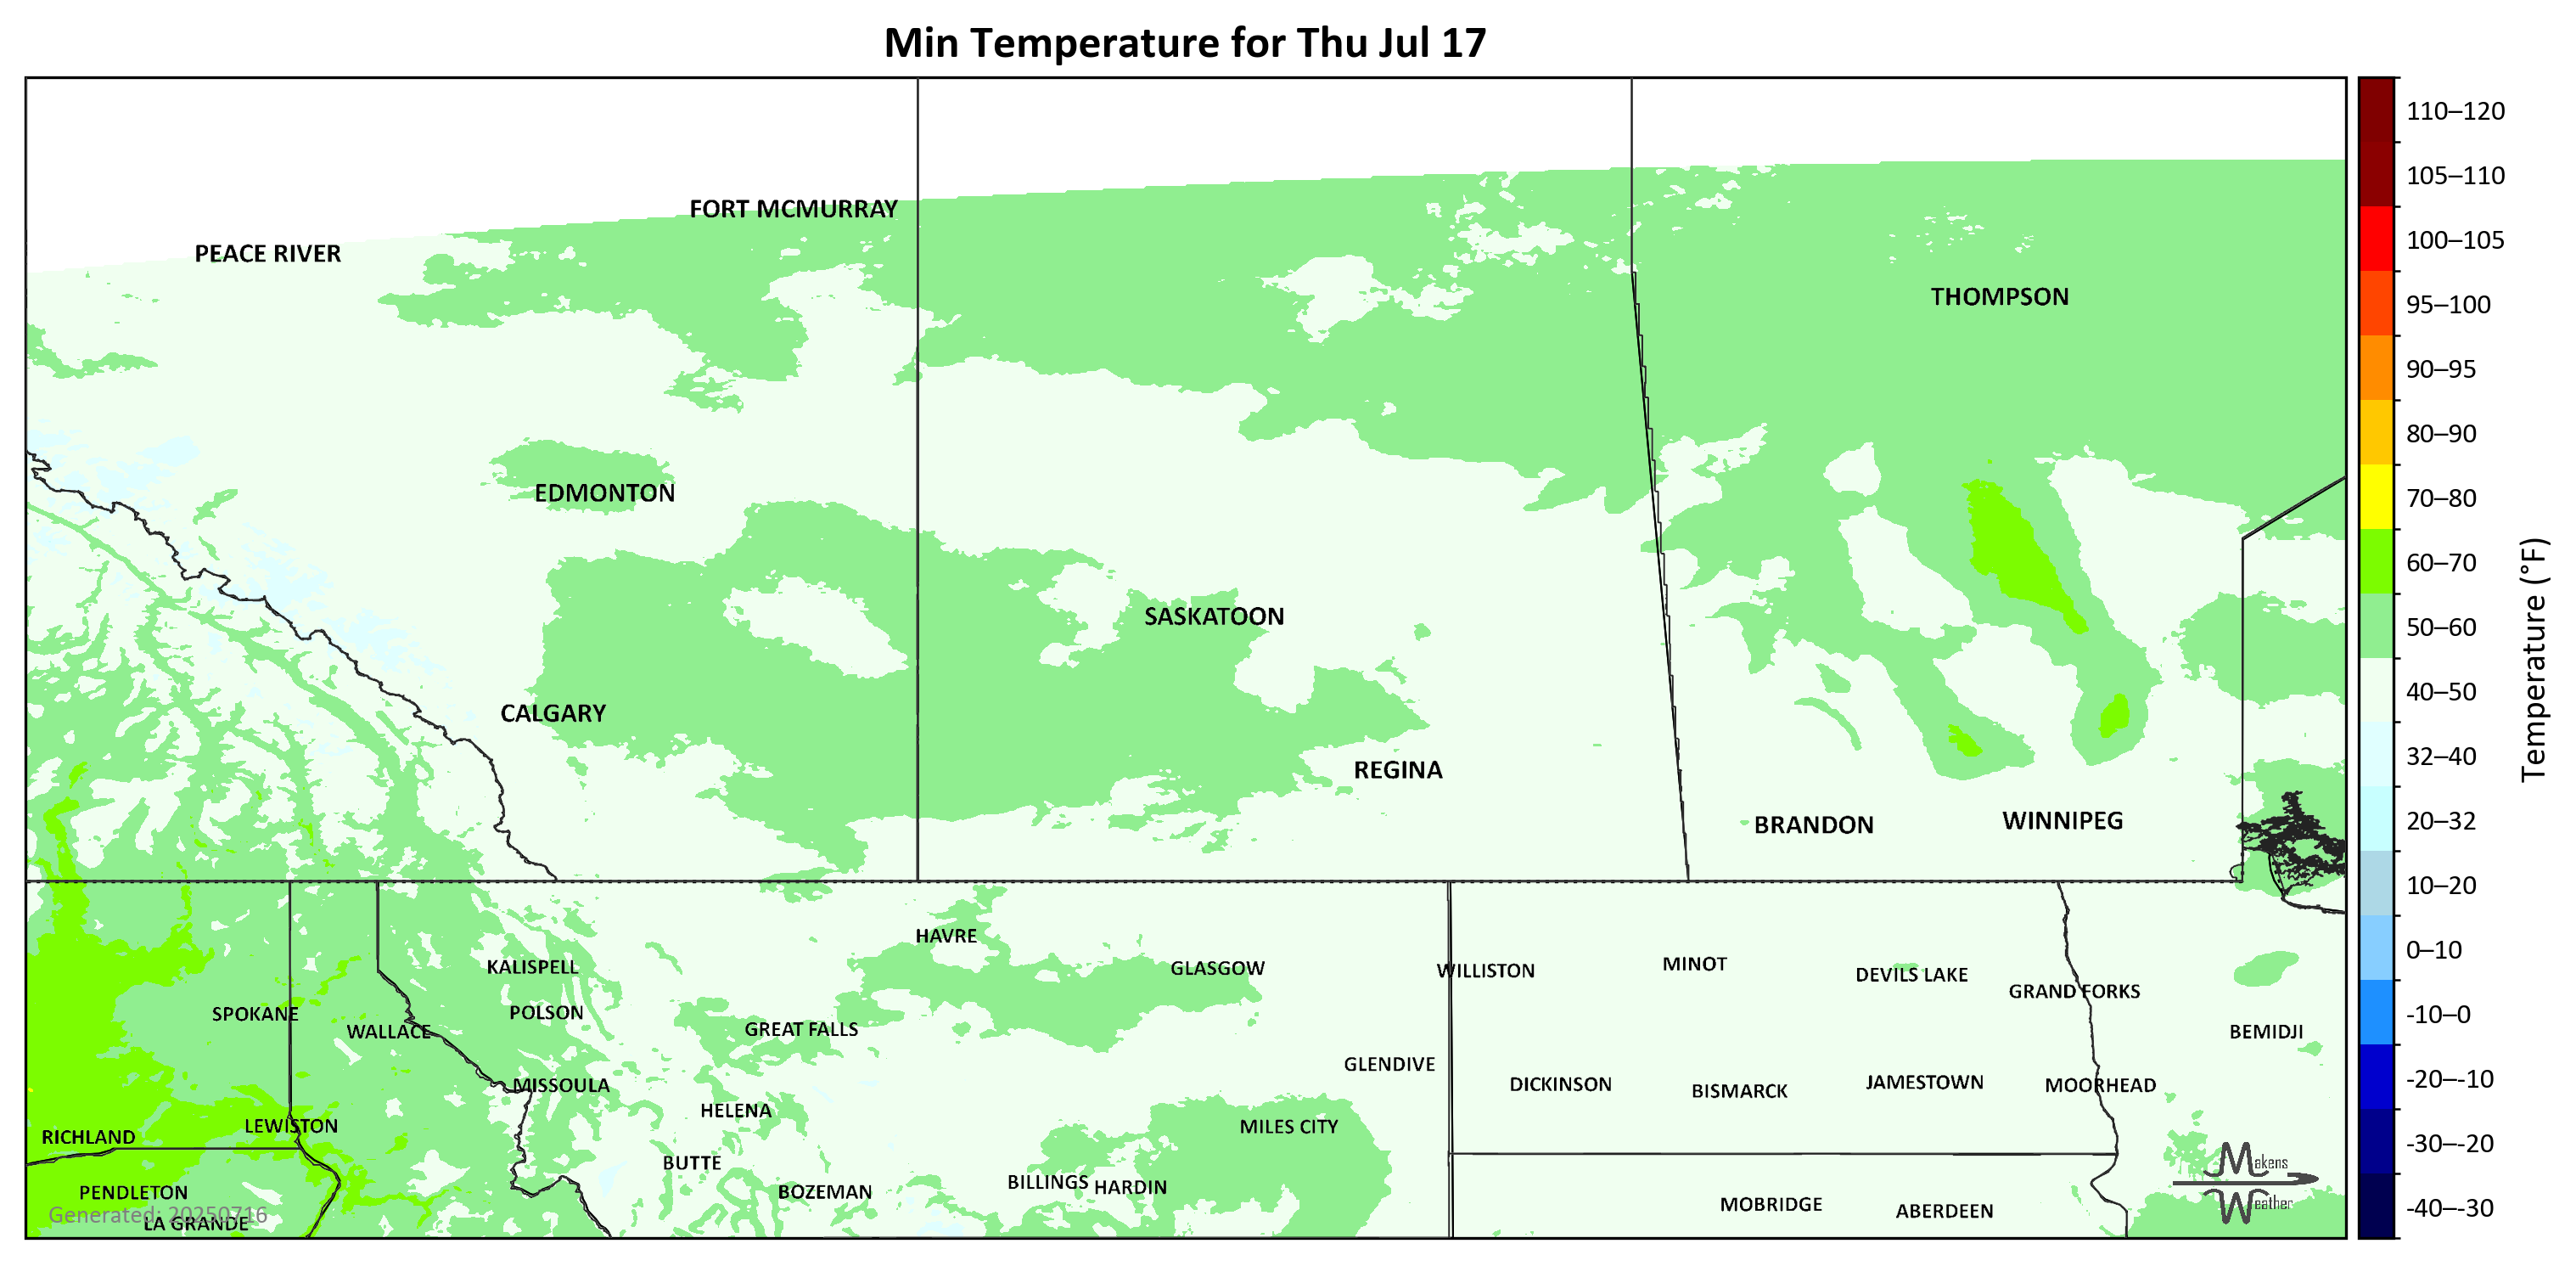 Min Temperature for Thu Jul 17
FORT MCMURRAY
PEACE RIVER
THOMPSON
EDMONTON
SASKATOON
CALGARY
REGINA
BRANDON
WINNIPEG
HAVRE
KALISPELL
GLASGOW
WILLISTON
MINOT
DEVILS LAKE
GRAND FORKS
SPOKANE
POLSON
WALLACE
GREAT FALLS
BEMIDJI
GLENDIVE
MISSOULA
DICKINSON
BISMARCK
JAMESTOWN
MOORHEAD
HELENA
LEWISTON
MILES CITY
RICHLAND
BUTTE
BILLINGS
HARDIN
BOZEMAN
PENDLETON
MOBRIDGE
ABERDEEN
Generated: 20250716
LA GRANDE
Makens
Weather
110–120
105–110
100–105
95–100
90–95
80–90
70–80
60–70
50–60
40–50
32–40
20–32
10–20
0–10
-10–0
-20–-10
-30–-20
-40–-30
Temperature (°F)